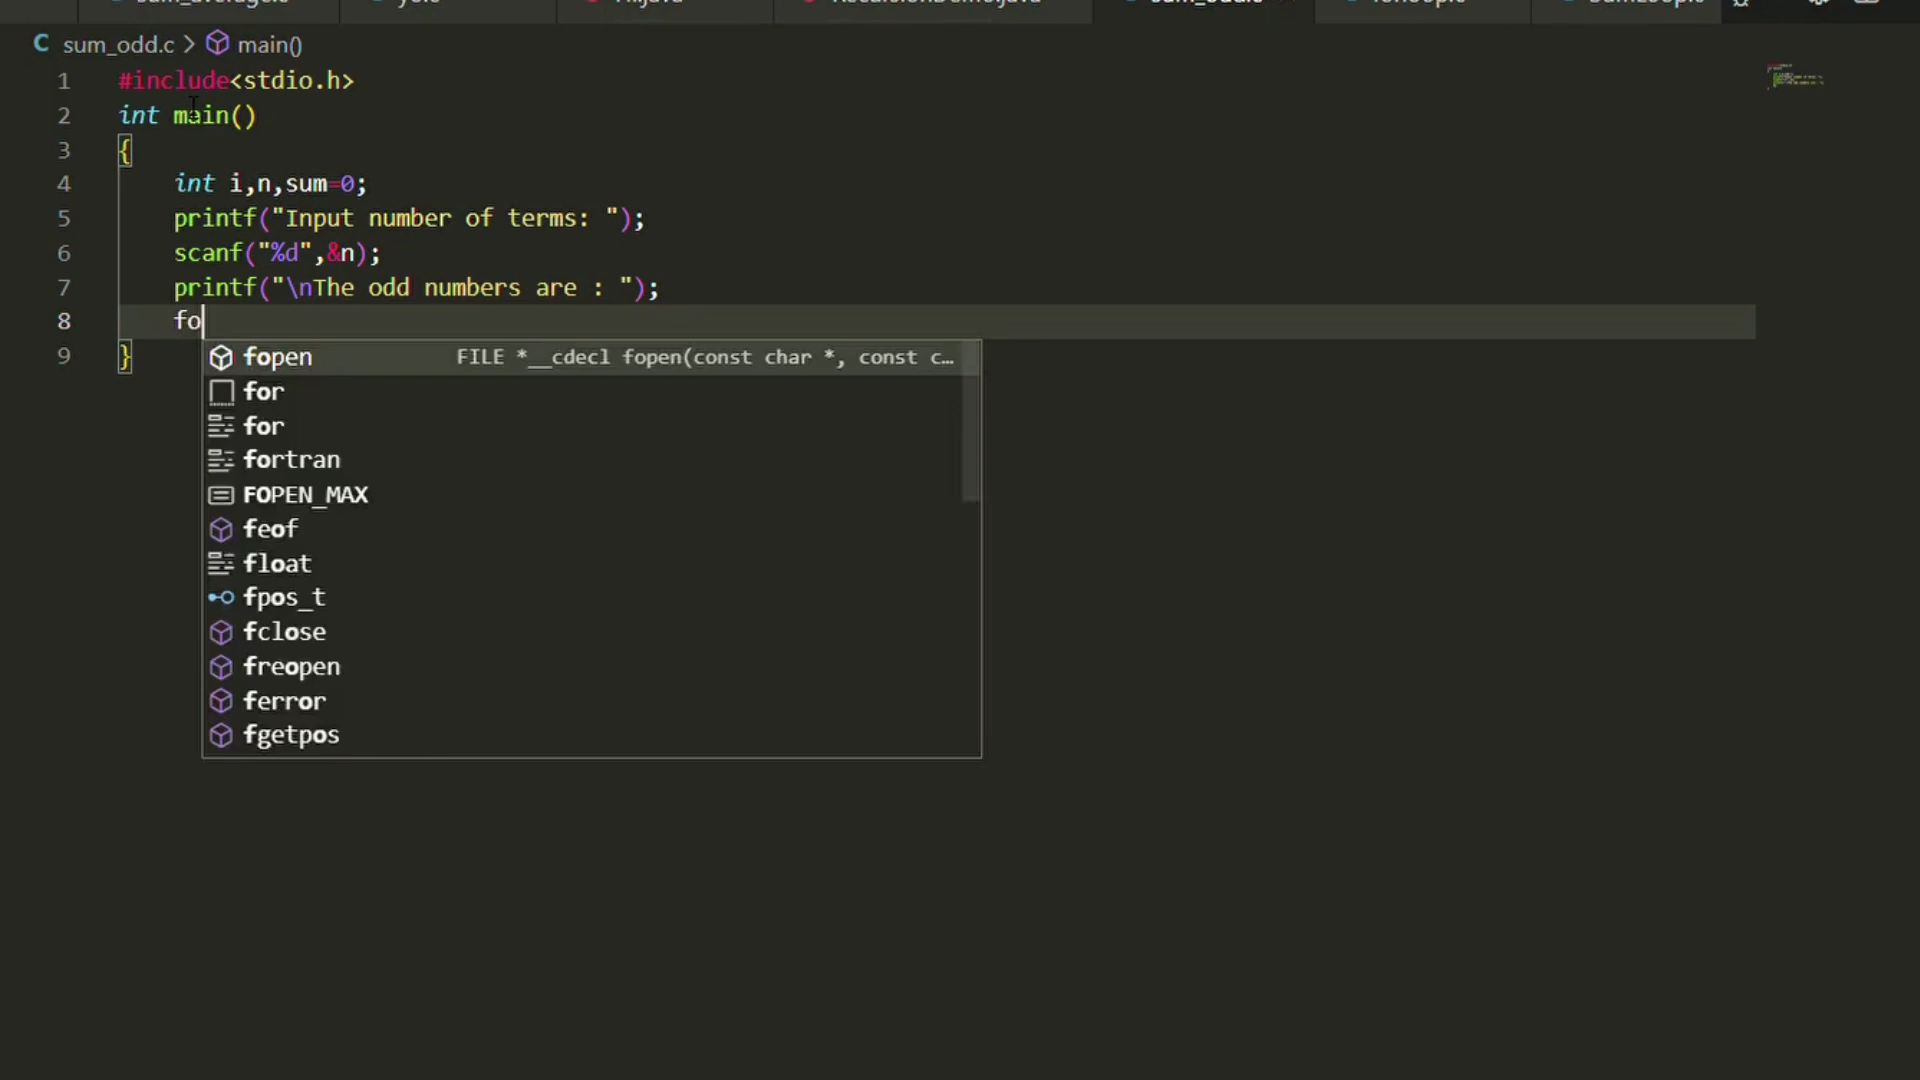 sum_odd.c > main()
1 #include<stdio.h>
2 int main()
3 {
4 int i,n,sum=0;
5 printf("Input number of terms: ");
6 scanf("%d",&n);
7 printf("\nThe odd numbers are : ");
8 fo
9 }
fopen FILE *__cdecl fopen(const char *, const c…
for
for
fortran
FOPEN_MAX
feof
float
fpos_t
fclose
freopen
ferror
fgetpos